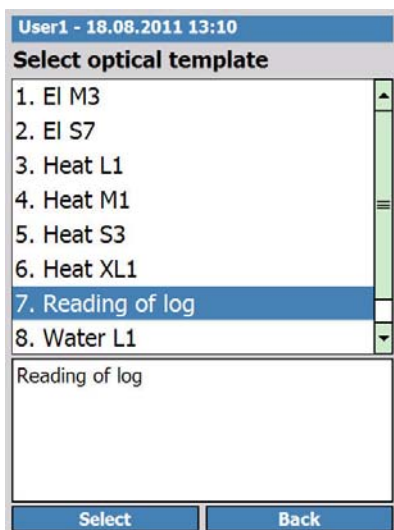 User1 - 18.08.2011 13:10
Select optical template
1. El M3
2. El S7
3. Heat L1
4. Heat M1
5. Heat S3
6. Heat XL1
7. Reading of log
8. Water L1
Reading of log
Select Back